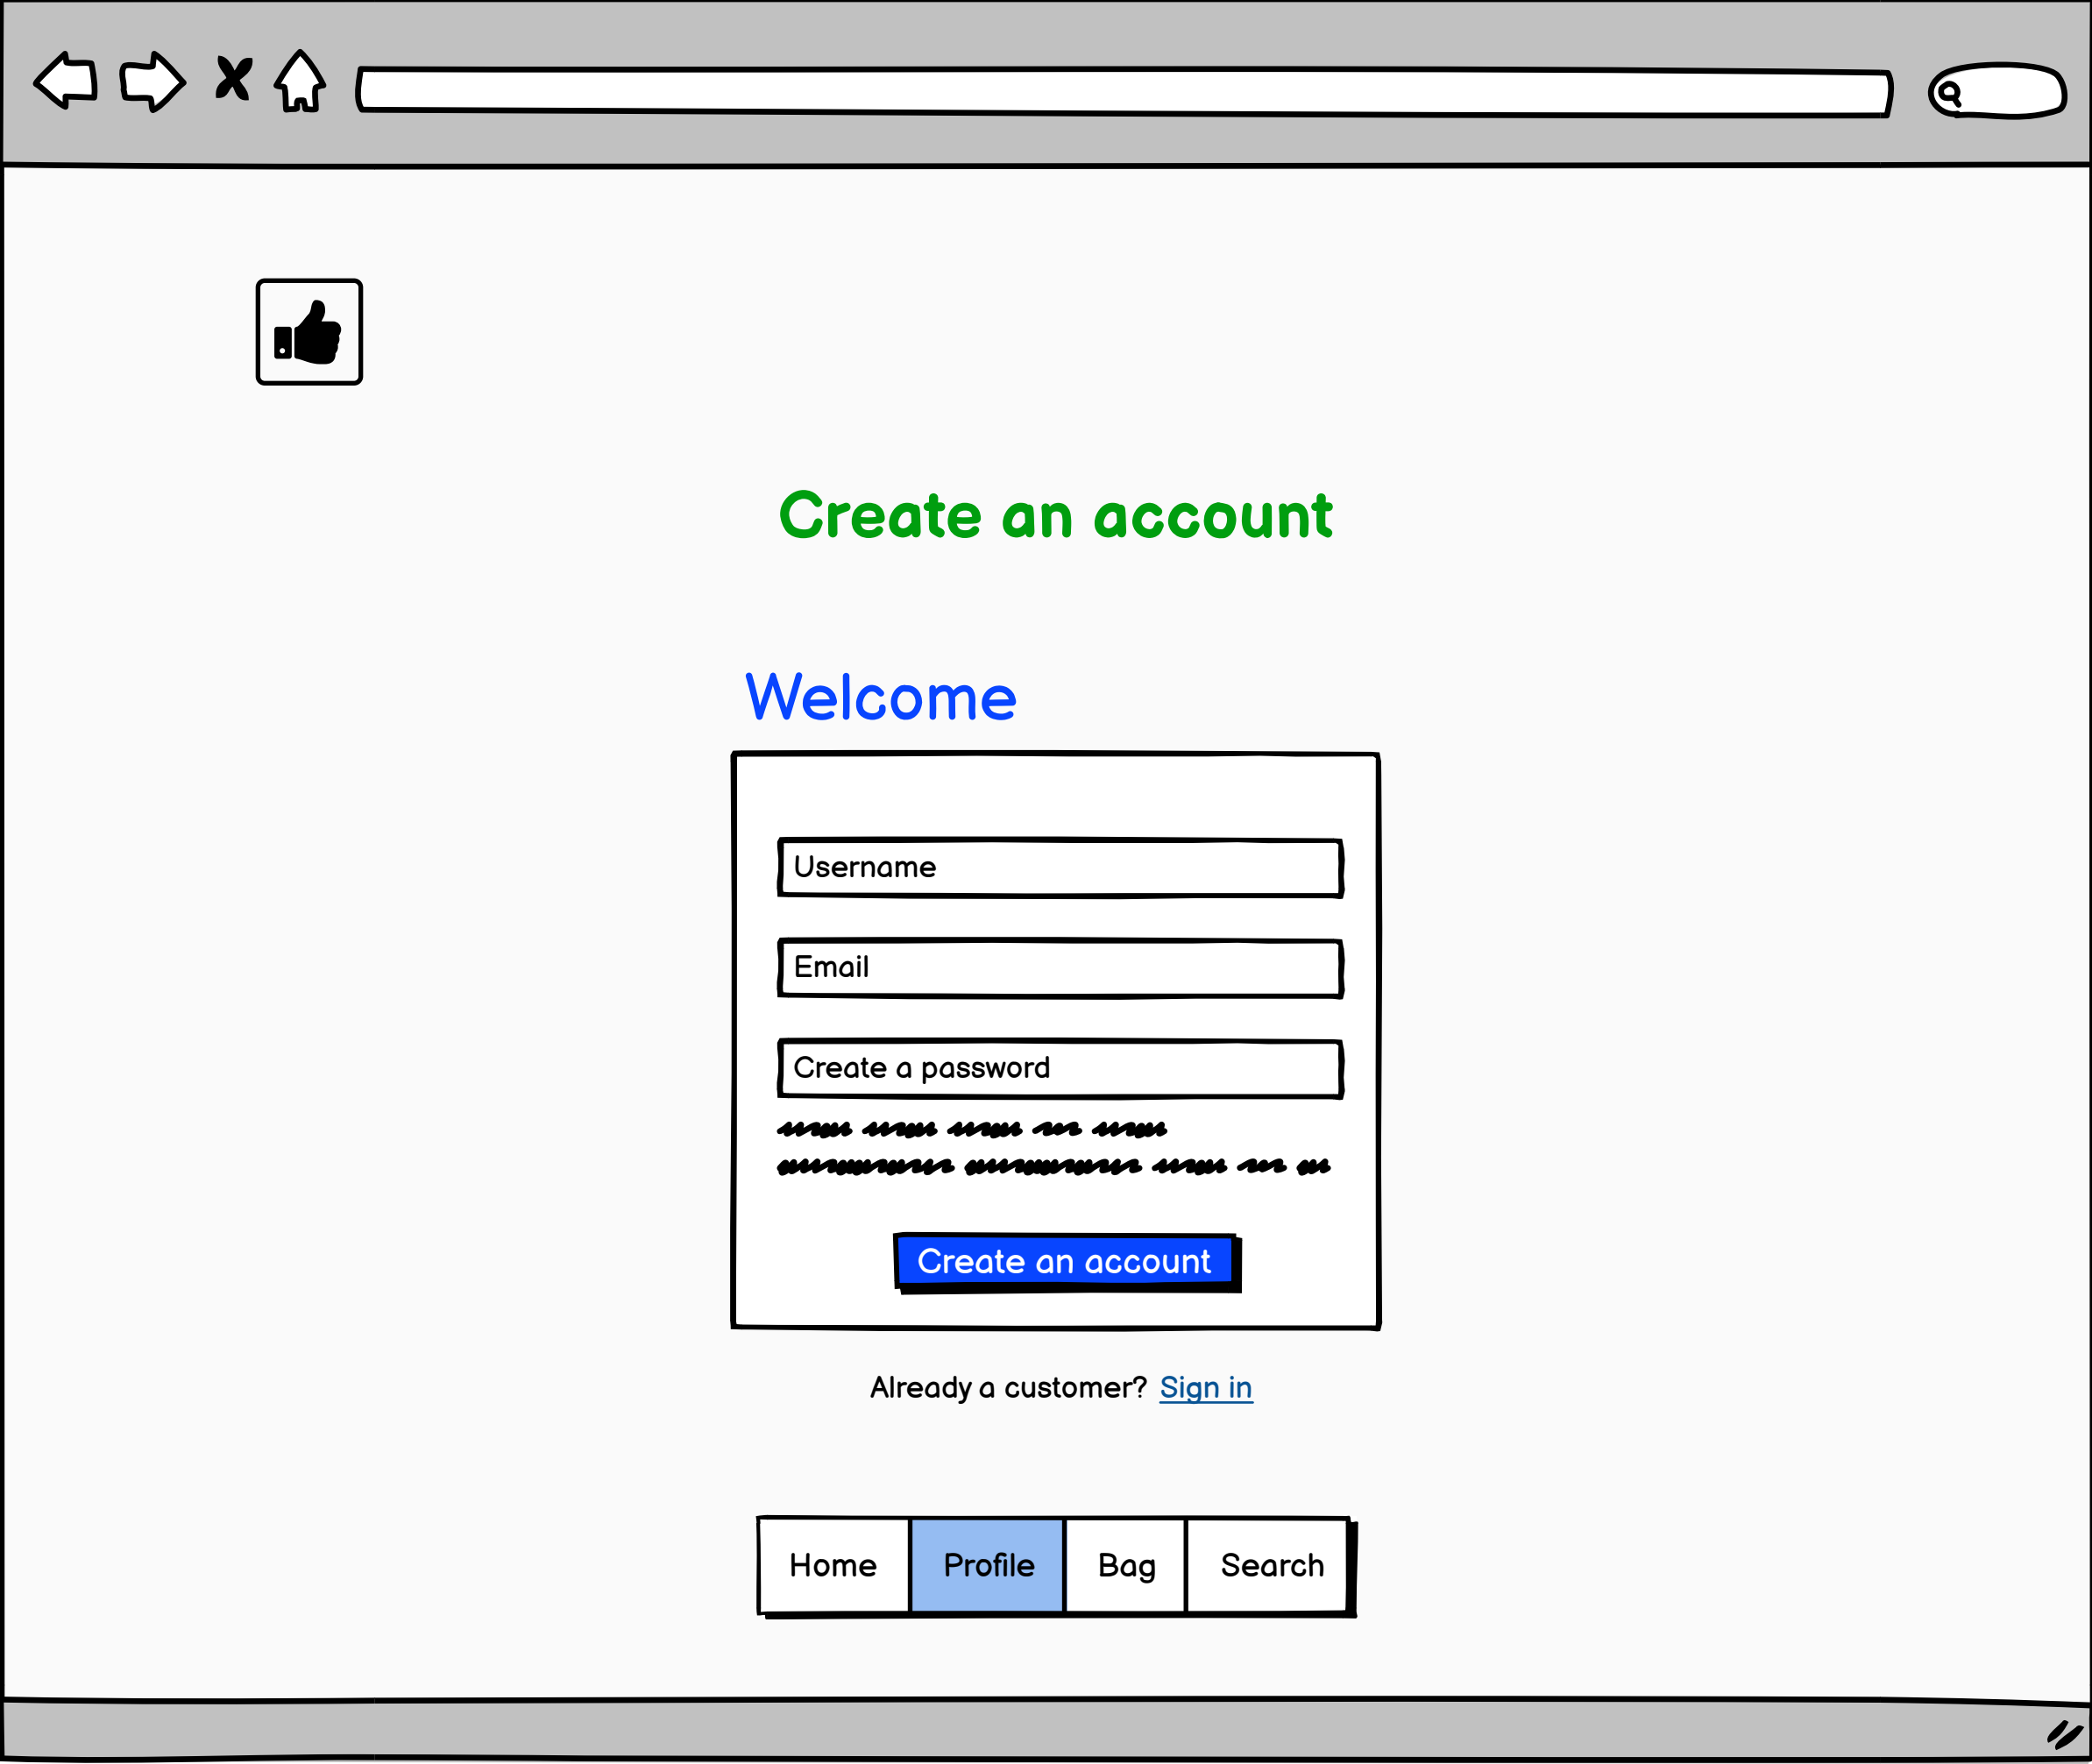 Create an account
Welcome
Username
Email
Create a password
Create an account
Already a customer? Sign in
Home Profile Bag Search